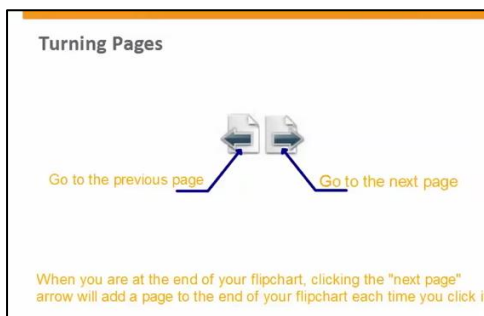 Turning Pages
Go to the previous page
Go to the next page
When you are at the end of your flipchart, clicking the "next page"
arrow will add a page to the end of your flipchart each time you click